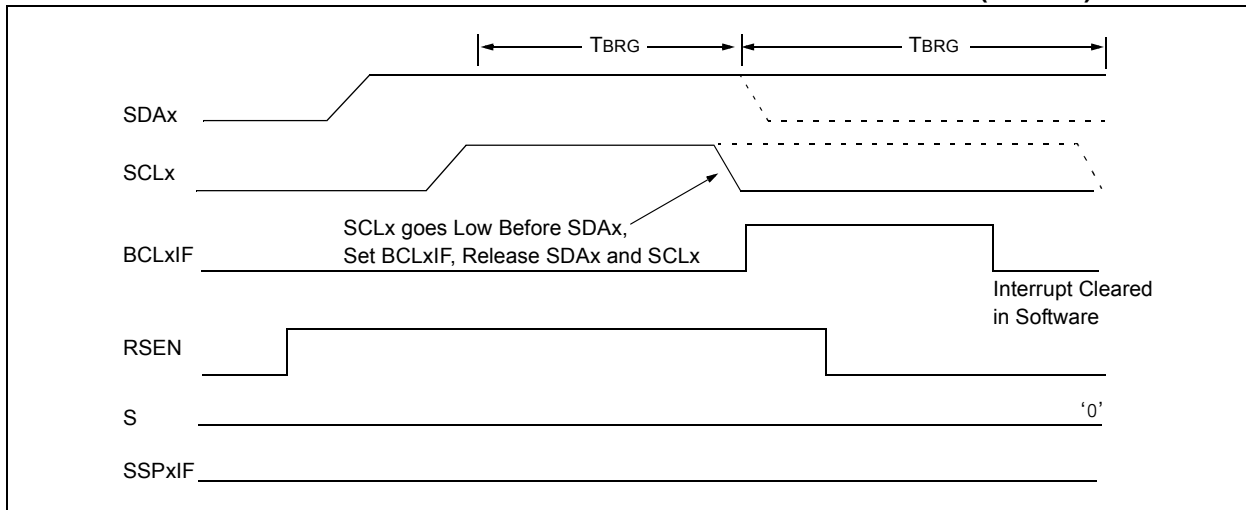 TBRG TBRG
SDAx
SCLx
SCLx goes Low Before SDAx,
Set BCLxIF, Release SDAx and SCLx
BCLxIF
Interrupt Cleared
in Software
RSEN
S
‘0’
SSPxIF